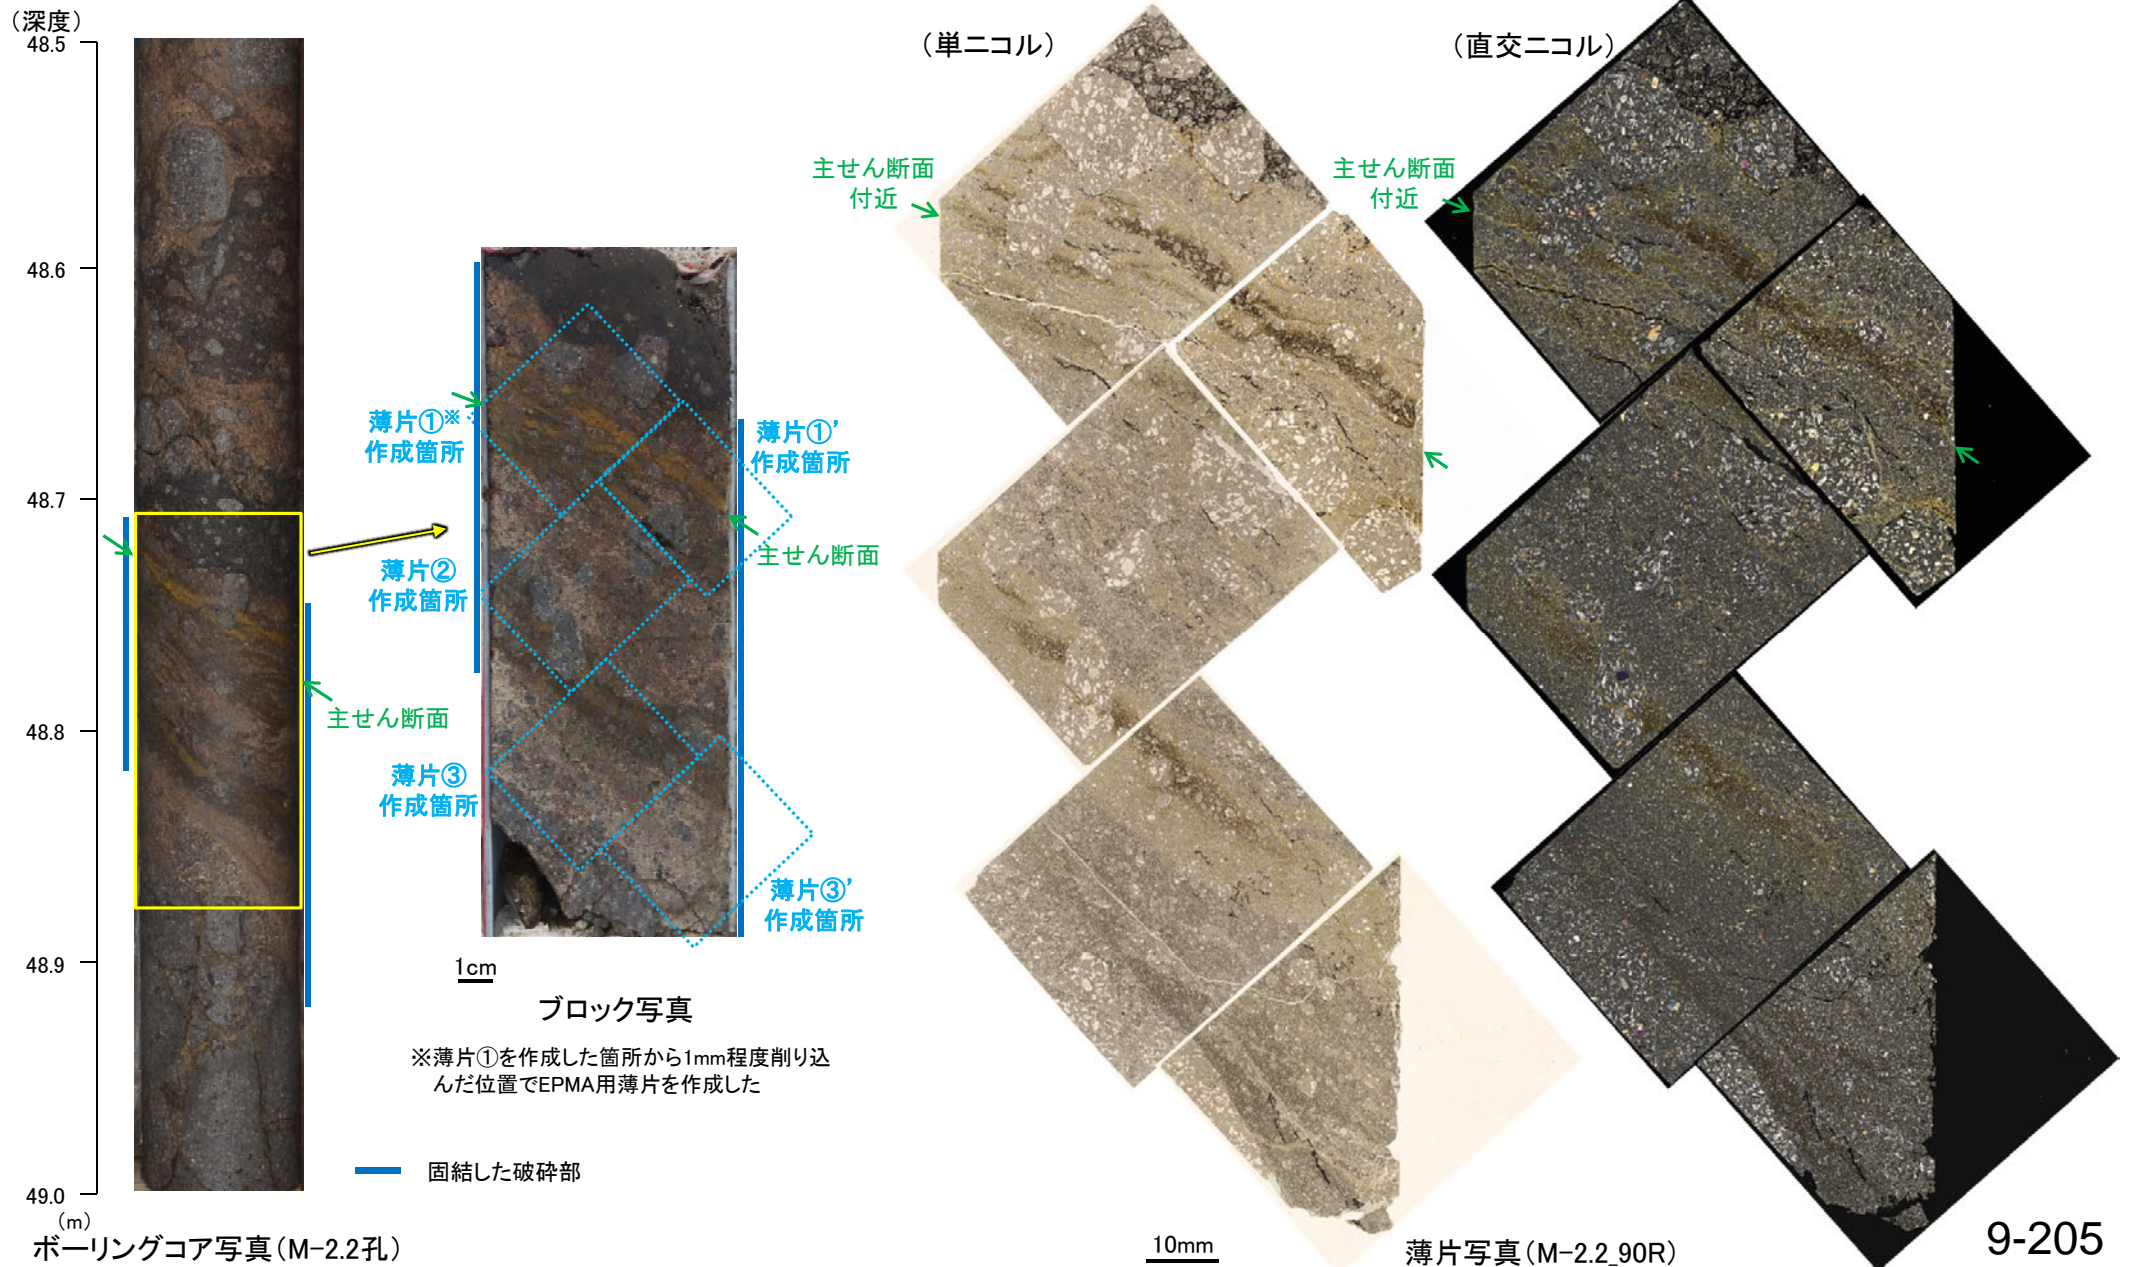 （深度）
48.5
48.6
48.7
48.8
48.9
49.0
（m）
主せん断面
ボーリングコア写真（M-2.2孔）
薄片①※
作成箇所
薄片①’
作成箇所
主せん断面
薄片②
作成箇所
薄片③
作成箇所
薄片③’
作成箇所
1cm
ブロック写真
※薄片①を作成した箇所から1mm程度削り込
んだ位置でEPMA用薄片を作成した
固結した破砕部
（単ニコル）
主せん断面
付近
（直交ニコル）
主せん断面
付近
10mm
薄片写真（M-2.2_90R）
9-205